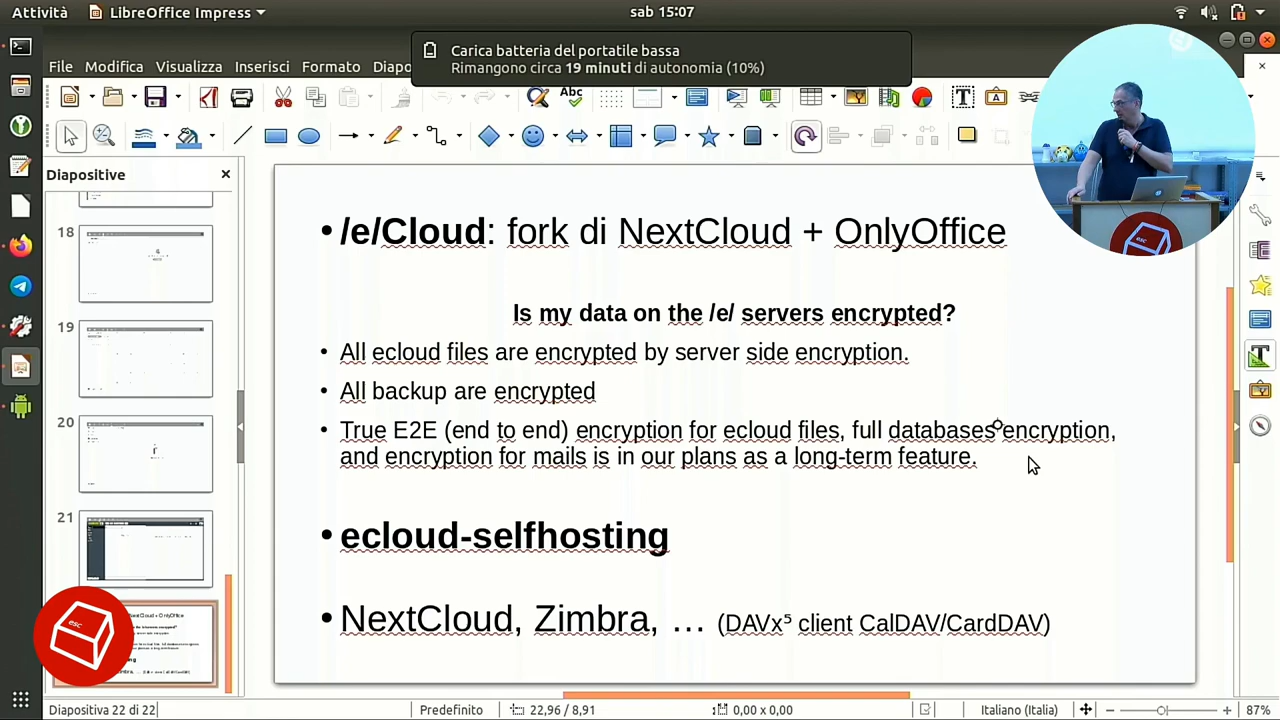 Attività LibreOffice Impress sab 15:07
Carica batteria del portatile bassa
Rimangono circa 19 minuti di autonomia (10%)
File Modifica Visualizza Inserisci Formato Diapo
Abc
Diapositive
18
19
20
21
• /e/Cloud: fork di NextCloud + OnlyOffice
Is my data on the /e/ servers encrypted?
• All ecloud files are encrypted by server side encryption.
• All backup are encrypted
• True E2E (end to end) encryption for ecloud files, full databases encryption,
and encryption for mails is in our plans as a long-term feature.
• ecloud-selfhosting
• NextCloud, Zimbra, … (DAVx⁵ client CalDAV/CardDAV)
esc
esc
Diapositiva 22 di 22 Predefinito 22,96 / 8,91 0,00 x 0,00 Italiano (Italia) 87%